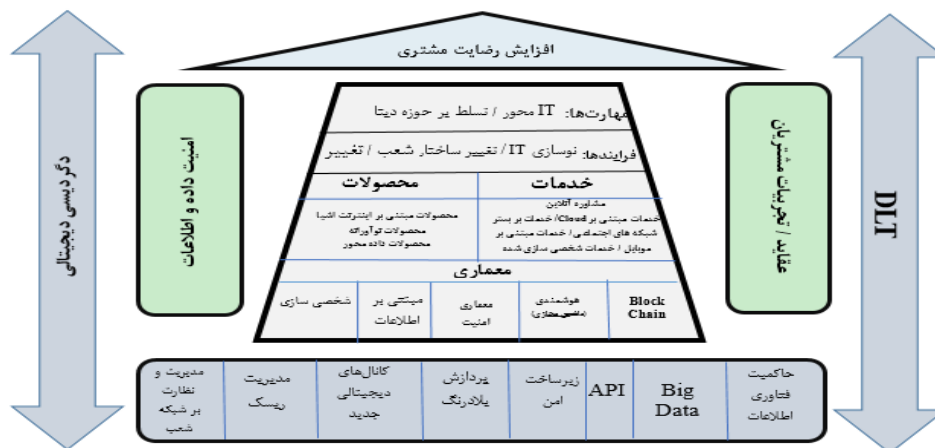 افزایش رضایت مشتری
دگردیسی دیجیتالی
امنیت داده و اطلاعات
عقاید / تجربیات مشتریان
DLT
مهارت‌ها: IT محور / تسلط بر حوزه دیتا
فرایندها: نوسازی IT / تغییر ساختار شعب / تغییر
خدمات
مشاوره آنلاین
خدمات مبتنی بر Cloud/ خدمات بر بستر
شبکه های اجتماعی / خدمات مبتنی بر
موبایل / خدمات شخصی سازی شده
محصولات
محصولات مبتنی بر اینترنت اشیا
محصولات نوآورانه
محصولات داده محور
معماری
Block
Chain
هوشمندی
معماری
امنیت
مبتنی بر
اطلاعات
شخصی سازی
حاکمیت
فناوری
اطلاعات
Big
Data
API
زیرساخت
امن
پردازش
بلادرنگ
کانال‌های
دیجیتالی
جدید
مدیریت
ریسک
مدیریت و
نظارت
بر شبکه
شعب